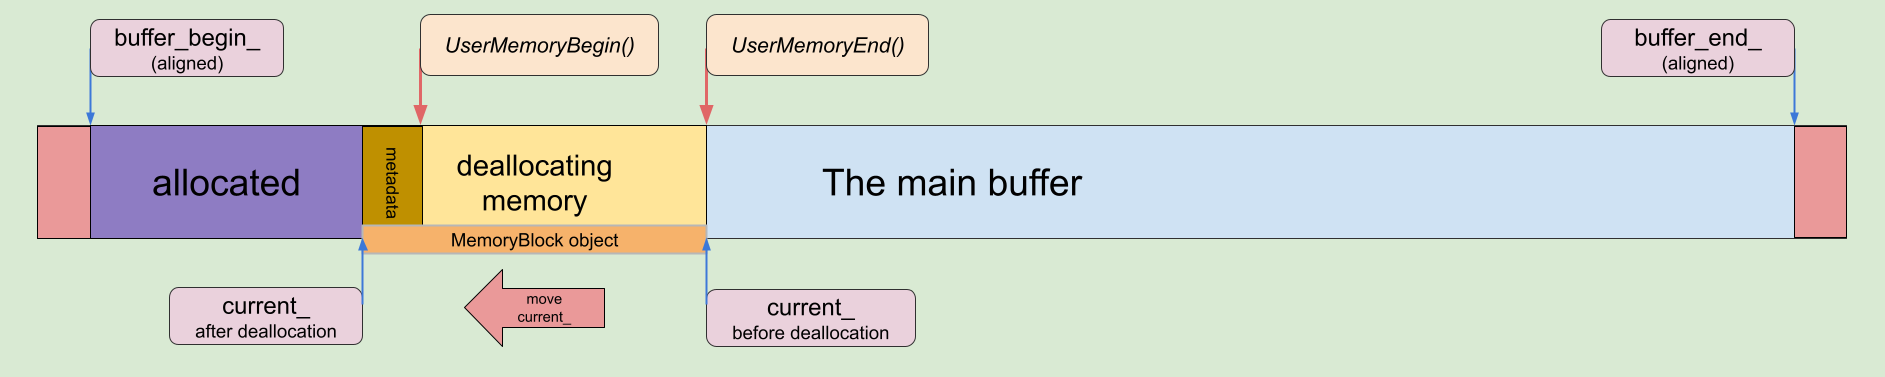 buffer_begin_
(aligned)
UserMemoryBegin()
UserMemoryEnd()
buffer_end_
(aligned)
allocated
metadata
deallocating
memory
The main buffer
MemoryBlock object
current_
after deallocation
move
current_
current_
before deallocation